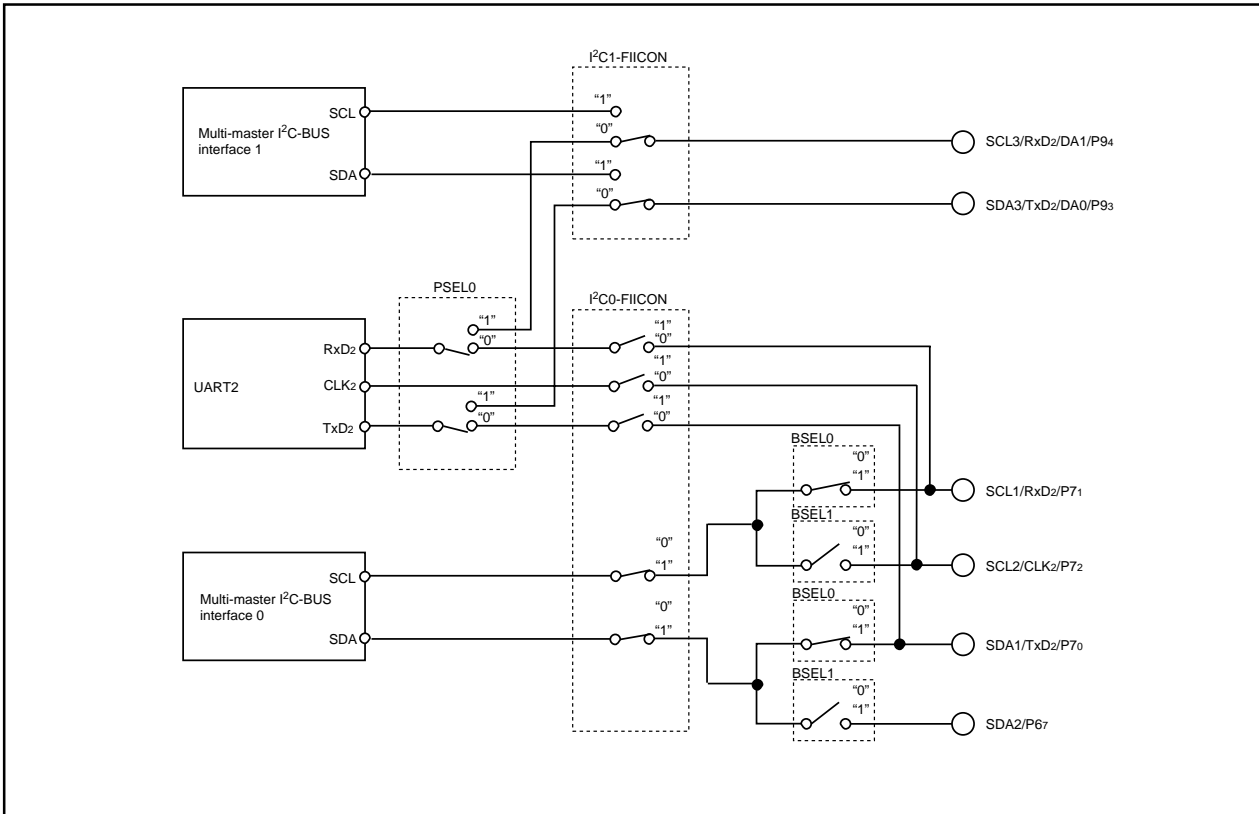 I²C1-FIICON
SCL
Multi-master I²C-BUS
interface 1
SDA
“1”
“0”
“1”
“0”
SCL3/RxD2/DA1/P94
SDA3/TxD2/DA0/P93
PSEL0
I²C0-FIICON
UART2
RxD2
CLK2
TxD2
“1”
“0”
“1”
“0”
“1”
“0”
“1”
“0”
“1”
“0”
BSEL0
“0”
“1”
SCL1/RxD2/P71
BSEL1
“0”
“1”
SCL2/CLK2/P72
Multi-master I²C-BUS
interface 0
SCL
SDA
“0”
“1”
“0”
“1”
BSEL0
“0”
“1”
SDA1/TxD2/P70
BSEL1
“0”
“1”
SDA2/P67